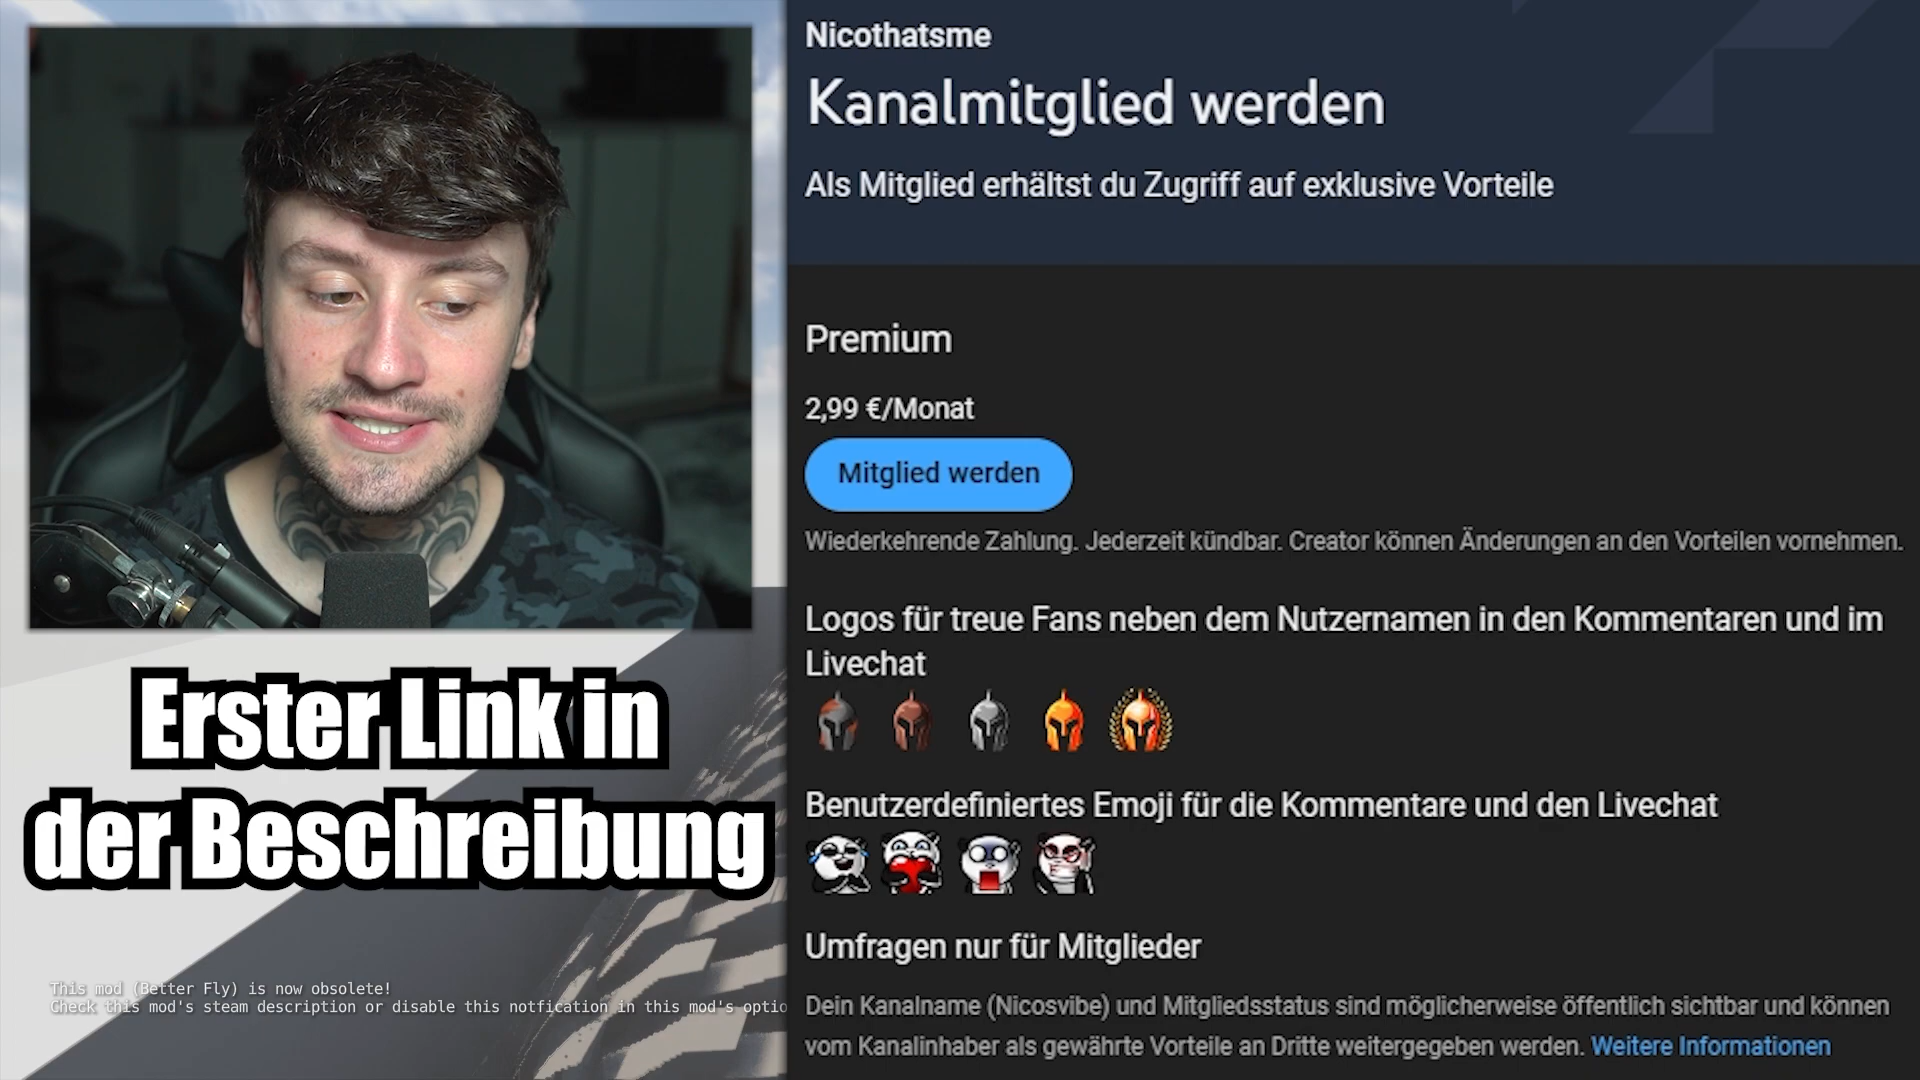 Nicothatsme
Kanalmitglied werden
Als Mitglied erhältst du Zugriff auf exklusive Vorteile
Premium
2,99 €/Monat
Mitglied werden
Wiederkehrende Zahlung. Jederzeit kündbar. Creator können Änderungen an den Vorteilen vornehmen.
Logos für treue Fans neben dem Nutzernamen in den Kommentaren und im
Livechat
Benutzerdefiniertes Emoji für die Kommentare und den Livechat
Umfragen nur für Mitglieder
Dein Kanalname (Nicosvibe) und Mitgliedsstatus sind möglicherweise öffentlich sichtbar und können
vom Kanalinhaber als gewährte Vorteile an Dritte weitergegeben werden. Weitere Informationen
Erster Link in
der Beschreibung
This mod (Better Fly) is now obsolete!
Check this mod's steam description or disable this notfication in this mod's optio